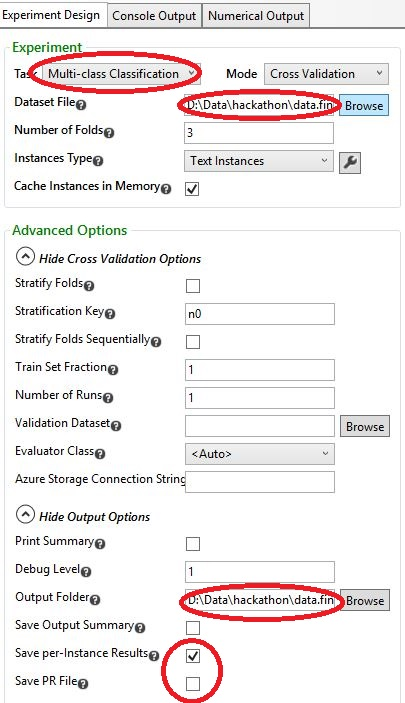 Experiment Design Console Output Numerical Output
Experiment
Task Multi-class Classification Mode Cross Validation
Dataset File D:\Data\hackathon\data.fin Browse
Number of Folds 3
Instances Type Text Instances
Cache Instances in Memory
Advanced Options
Hide Cross Validation Options
Stratify Folds
Stratification Key n0
Stratify Folds Sequentially
Train Set Fraction 1
Number of Runs 1
Validation Dataset Browse
Evaluator Class <Auto>
Azure Storage Connection String
Hide Output Options
Print Summary
Debug Level 1
Output Folder D:\Data\hackathon\data.fin Browse
Save Output Summary
Save per-Instance Results
Save PR File